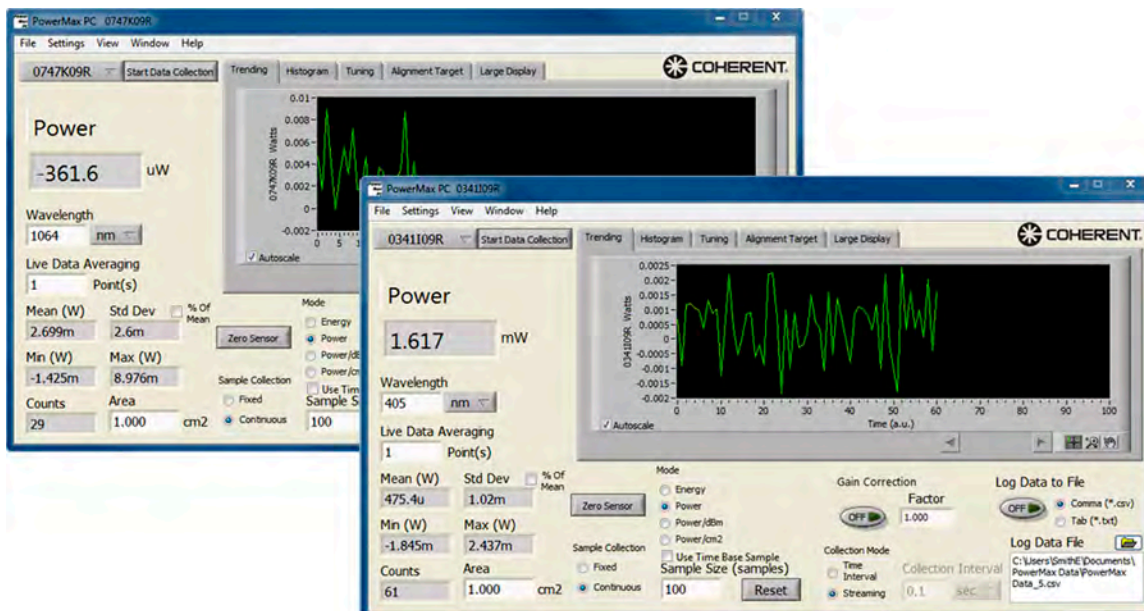 PowerMax PC 0747K09R
File Settings View Window Help
0747K09R Start Data Collection Trending Histogram Tuning Alignment Target Large Display COHERENT.
Power
-361.6 uW
Wavelength
1064 nm
Live Data Averaging
1 Point(s)
Mean (W) Std Dev % Of Mean
2.699m 2.6m
Min (W) Max (W)
-1.425m 8.976m
Counts Area
29 1.000 cm2
Zero Sensor
Sample Collection
Fixed
Continuous
Mode
Energy
Power
Power/dB
Power/c
Use Time
Sample S
100
0747K09R Watts
0.01
0.008
0.006
0.004
0.002
0
-0.002
0 5
Autoscale
PowerMax PC 0341I09R
File Settings View Window Help
0341I09R Start Data Collection Trending Histogram Tuning Alignment Target Large Display COHERENT.
Power
1.617 mW
Wavelength
405 nm
Live Data Averaging
1 Point(s)
Mean (W) Std Dev % Of Mean
475.4u 1.02m
Min (W) Max (W)
-1.845m 2.437m
Counts Area
61 1.000 cm2
0341I09R Watts
0.0025
0.002
0.0015
0.001
0.0005
0
-0.0005
-0.001
-0.0015
-0.002
0 10 20 30 40 50 60 70 80 90 100
Time (a.u.)
Autoscale
Zero Sensor
Sample Collection
Fixed
Continuous
Mode
Energy
Power
Power/dBm
Power/cm2
Use Time Base Sample
Sample Size (samples)
100 Reset
Gain Correction
OFF Factor
1.000
Collection Mode
Time Interval
Streaming
Colection Interval
0.1 sec
Log Data to File
OFF Comma (*.csv)
Tab (*.txt)
Log Data File
C:\Users\SmithE\Documents\
PowerMax Data\PowerMax
Data_5.csv